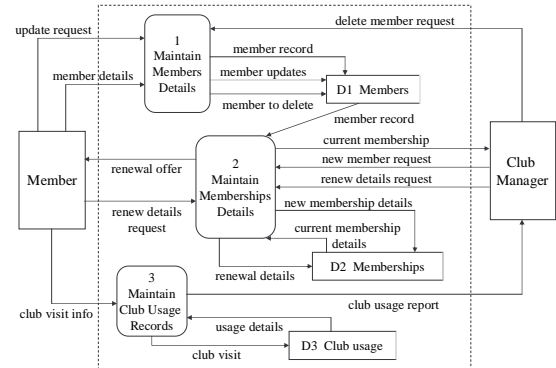 update request
delete member request
1
Maintain
Members
Details
member record
member updates
member details
D1 Members
member to delete
member record
current membership
renewal offer
2
Maintain
Memberships
Details
new member request
Member
Club
Manager
renew details request
renew details
request
new membership details
current membership
details
renewal details
D2 Memberships
3
Maintain
Club Usage
Records
club usage report
club visit info
usage details
D3 Club usage
club visit